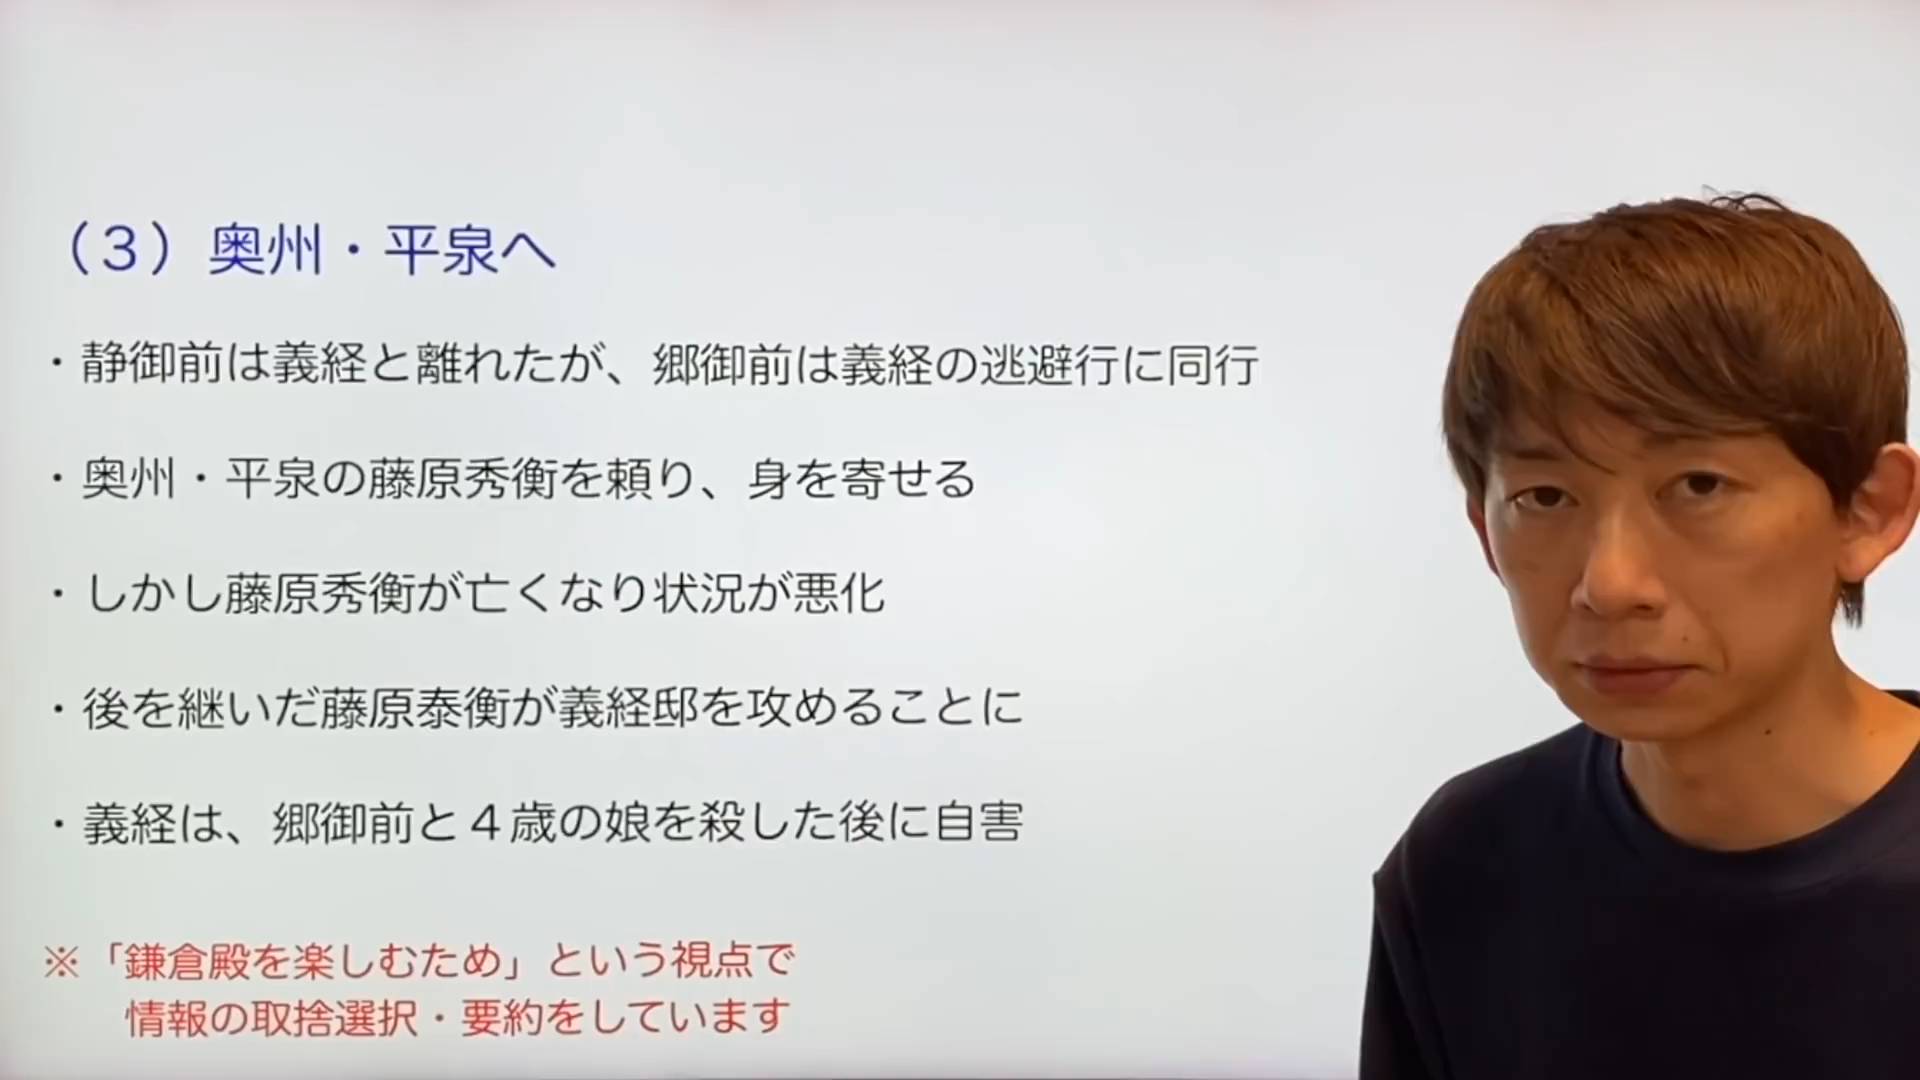 （３）奥州・平泉へ
・静御前は義経と離れたが、郷御前は義経の逃避行に同行
・奥州・平泉の藤原秀衡を頼り、身を寄せる
・しかし藤原秀衡が亡くなり状況が悪化
・後を継いだ藤原泰衡が義経邸を攻めることに
・義経は、郷御前と４歳の娘を殺した後に自害
※「鎌倉殿を楽しむため」という視点で
情報の取捨選択・要約をしています